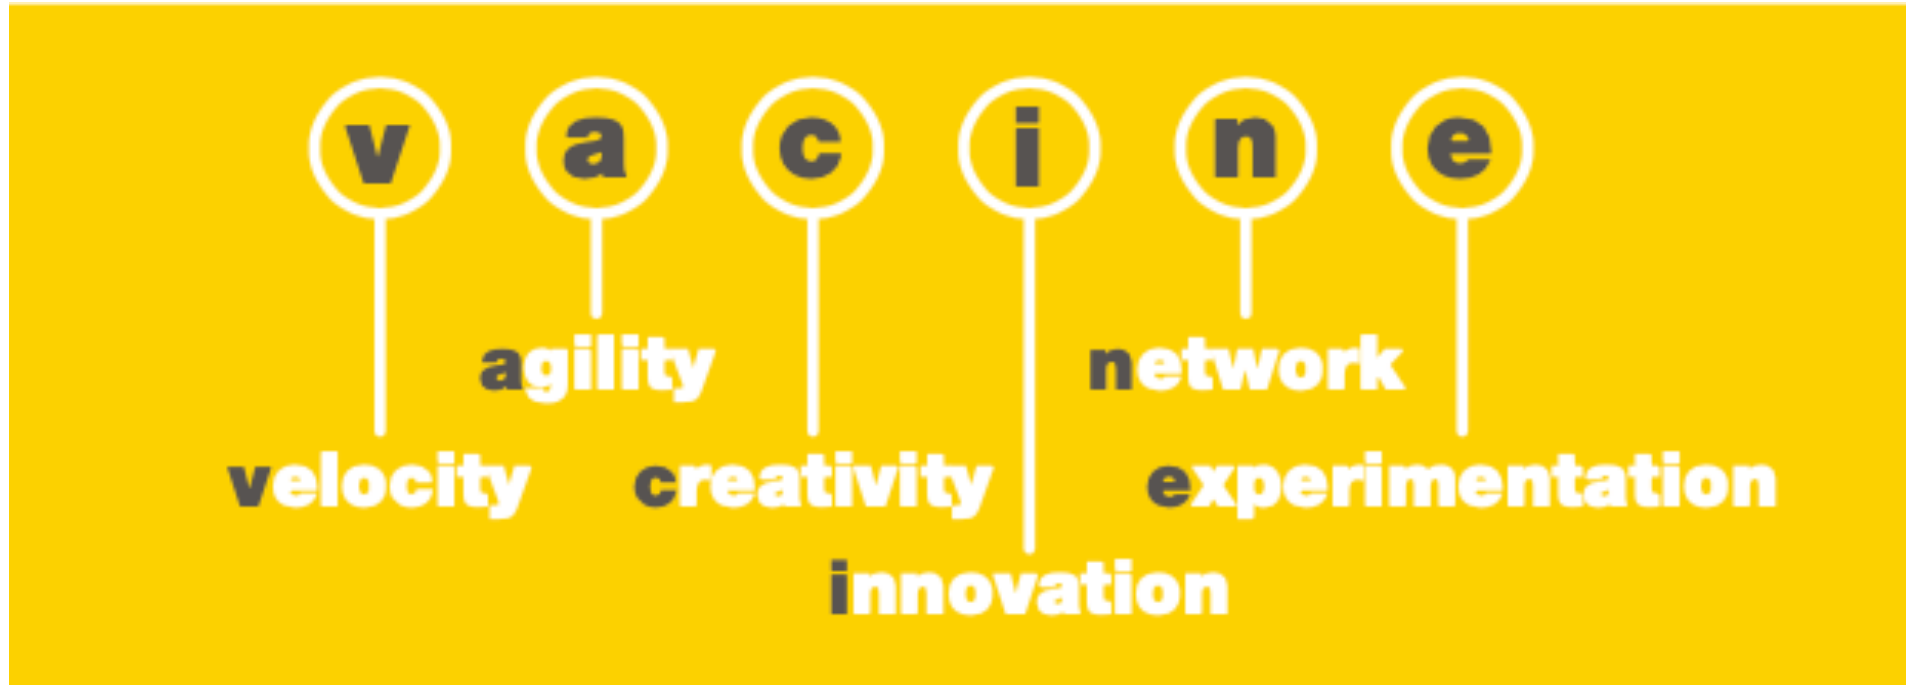 v a c i n e
agility network
velocity creativity experimentation
innovation